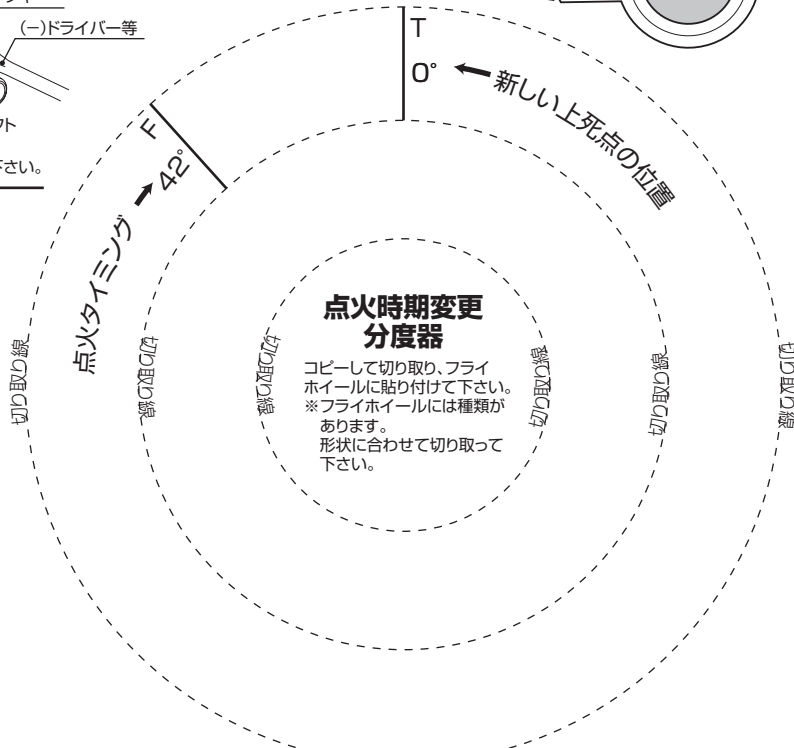 (−)ドライバー等
下さい。
T
0°
新しい上死点の位置
F
42°
点火タイミング
点火時期変更
分度器
コピーして切り取り、フライ
ホイールに貼り付けて下さい。
※フライホイールには種類が
あります。
形状に合わせて切り取って
下さい。
切り取り線
切り取り線
切り取り線
切り取り線
切り取り線
切り取り線